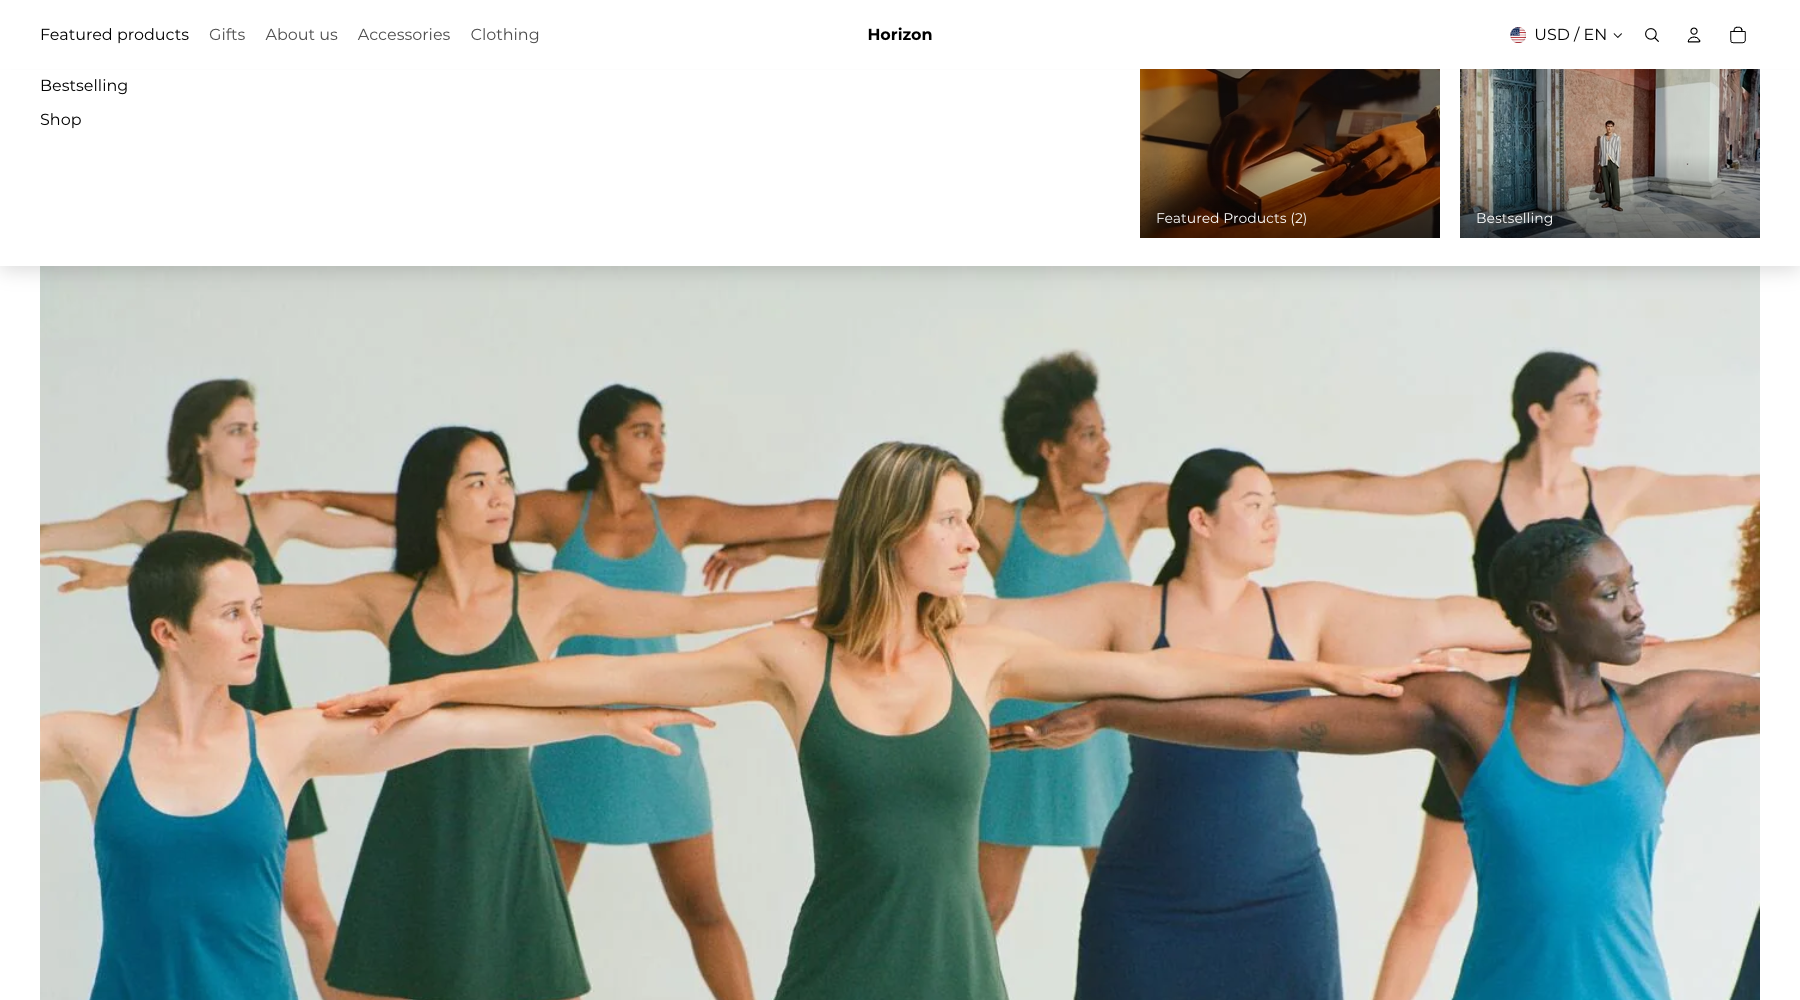 Featured products Gifts About us Accessories Clothing Horizon USD / EN
Bestselling
Shop
Featured Products (2) Bestselling